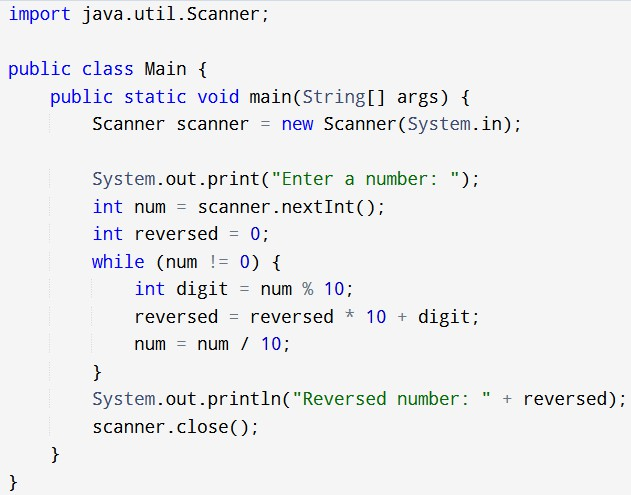 import java.util.Scanner;

public class Main {
    public static void main(String[] args) {
        Scanner scanner = new Scanner(System.in);

        System.out.print("Enter a number: ");
        int num = scanner.nextInt();
        int reversed = 0;
        while (num != 0) {
            int digit = num % 10;
            reversed = reversed * 10 + digit;
            num = num / 10;
        }
        System.out.println("Reversed number: " + reversed);
        scanner.close();
    }
}